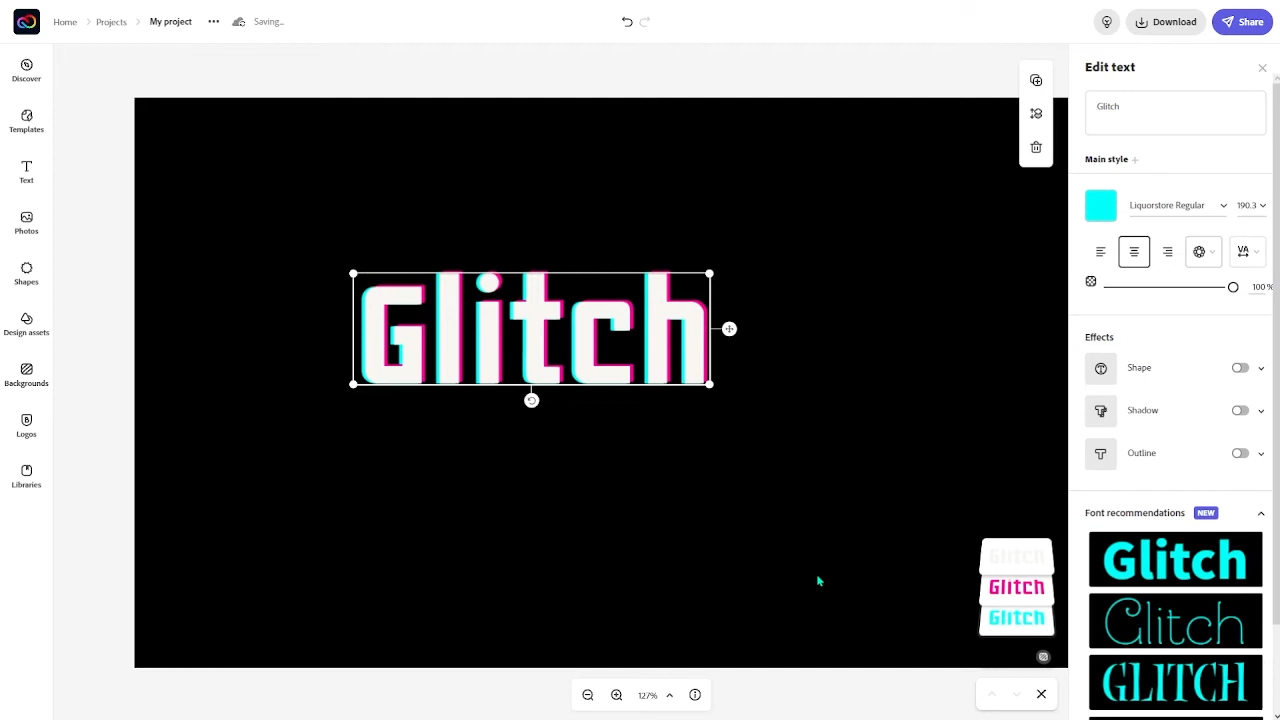 Home > Projects > My project ... Saving...
Download
Share
Discover
Templates
Text
Photos
Shapes
Design assets
Backgrounds
Logos
Libraries
Glitch
Edit text
Glitch
Main style +
Liquorstore Regular
190.3
VA
100 %
Effects
Shape
Shadow
Outline
Font recommendations NEW
Glitch
Glitch
GLITCH
Glitch
Glitch
Glitch
127%